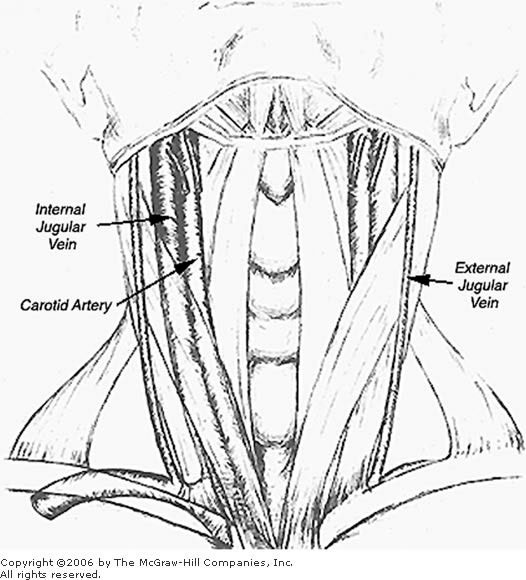 Internal
Jugular
Vein
Carotid Artery
External
Jugular
Vein
Copyright ©2006 by The McGraw-Hill Companies, Inc.
All rights reserved.